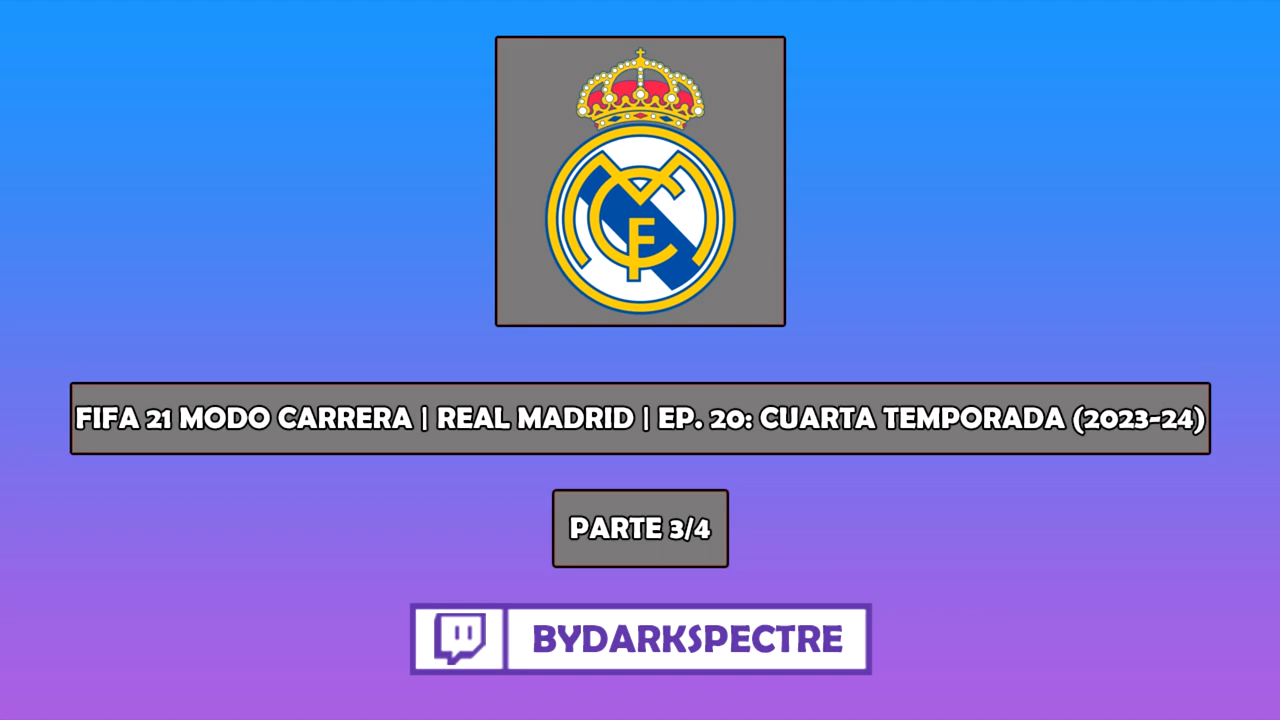 FIFA 21 MODO CARRERA | REAL MADRID | EP. 20: CUARTA TEMPORADA (2023-24)
PARTE 3/4
BYDARKSPECTRE